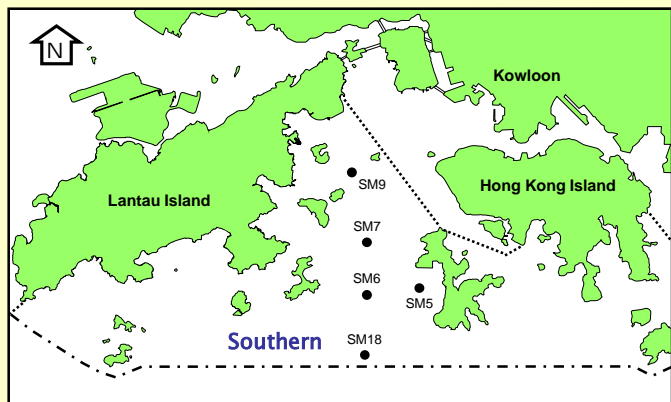 N
Kowloon
SM9
Lantau Island
Hong Kong Island
SM7
SM6
SM5
Southern
SM18